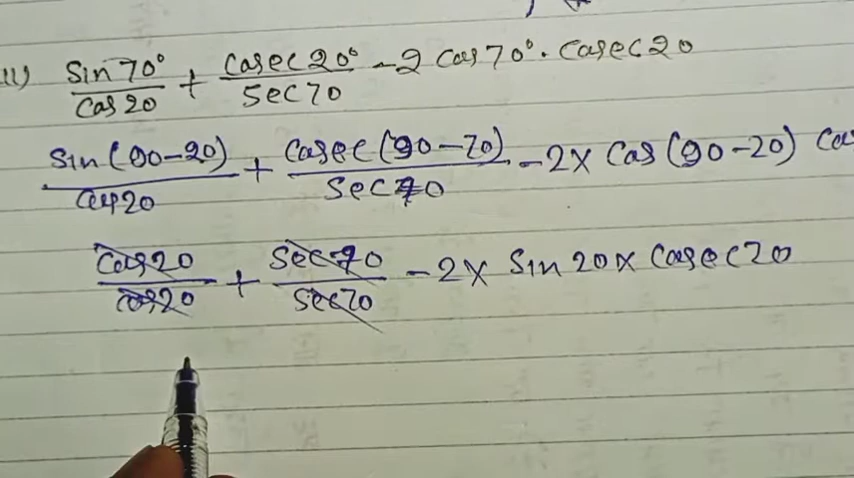 11) sin 70° / cos 20 + cosec 20° / sec 70 - 2 cos 70° . cosec 20
sin (90-20) / cos 20 + cosec (90-70) / sec 70 - 2 x cos (90-20)
cos 20 / cos 20 + sec 70 / sec 70 - 2 x sin 20 x cosec 20